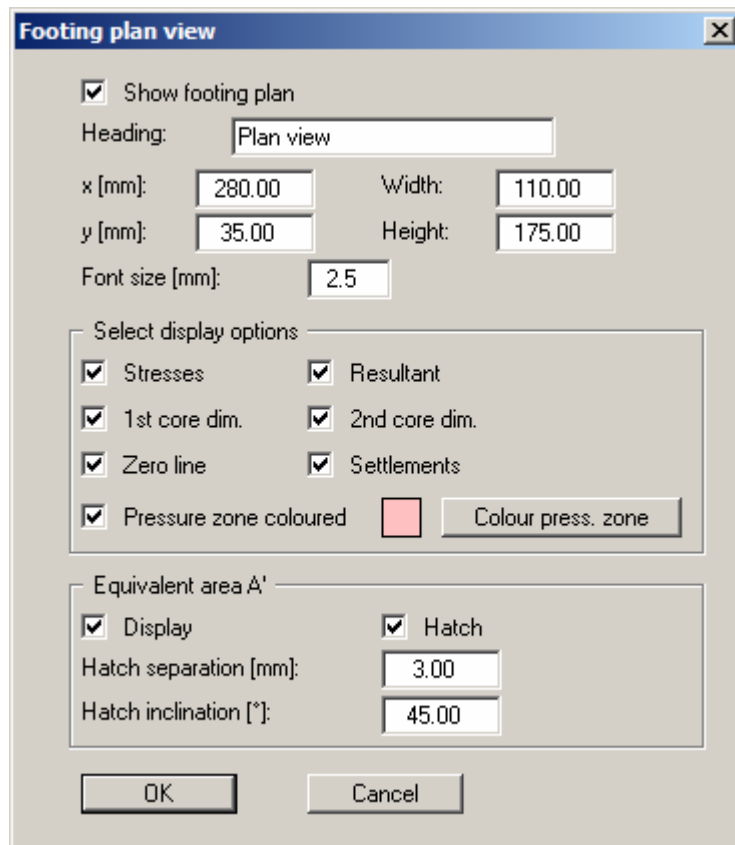 Footing plan view
Show footing plan
Heading: Plan view
x [mm]: 280.00 Width: 110.00
y [mm]: 35.00 Height: 175.00
Font size [mm]: 2.5
Select display options
Stresses Resultant
1st core dim. 2nd core dim.
Zero line Settlements
Pressure zone coloured Colour press. zone
Equivalent area A'
Display Hatch
Hatch separation [mm]: 3.00
Hatch inclination [°]: 45.00
OK Cancel